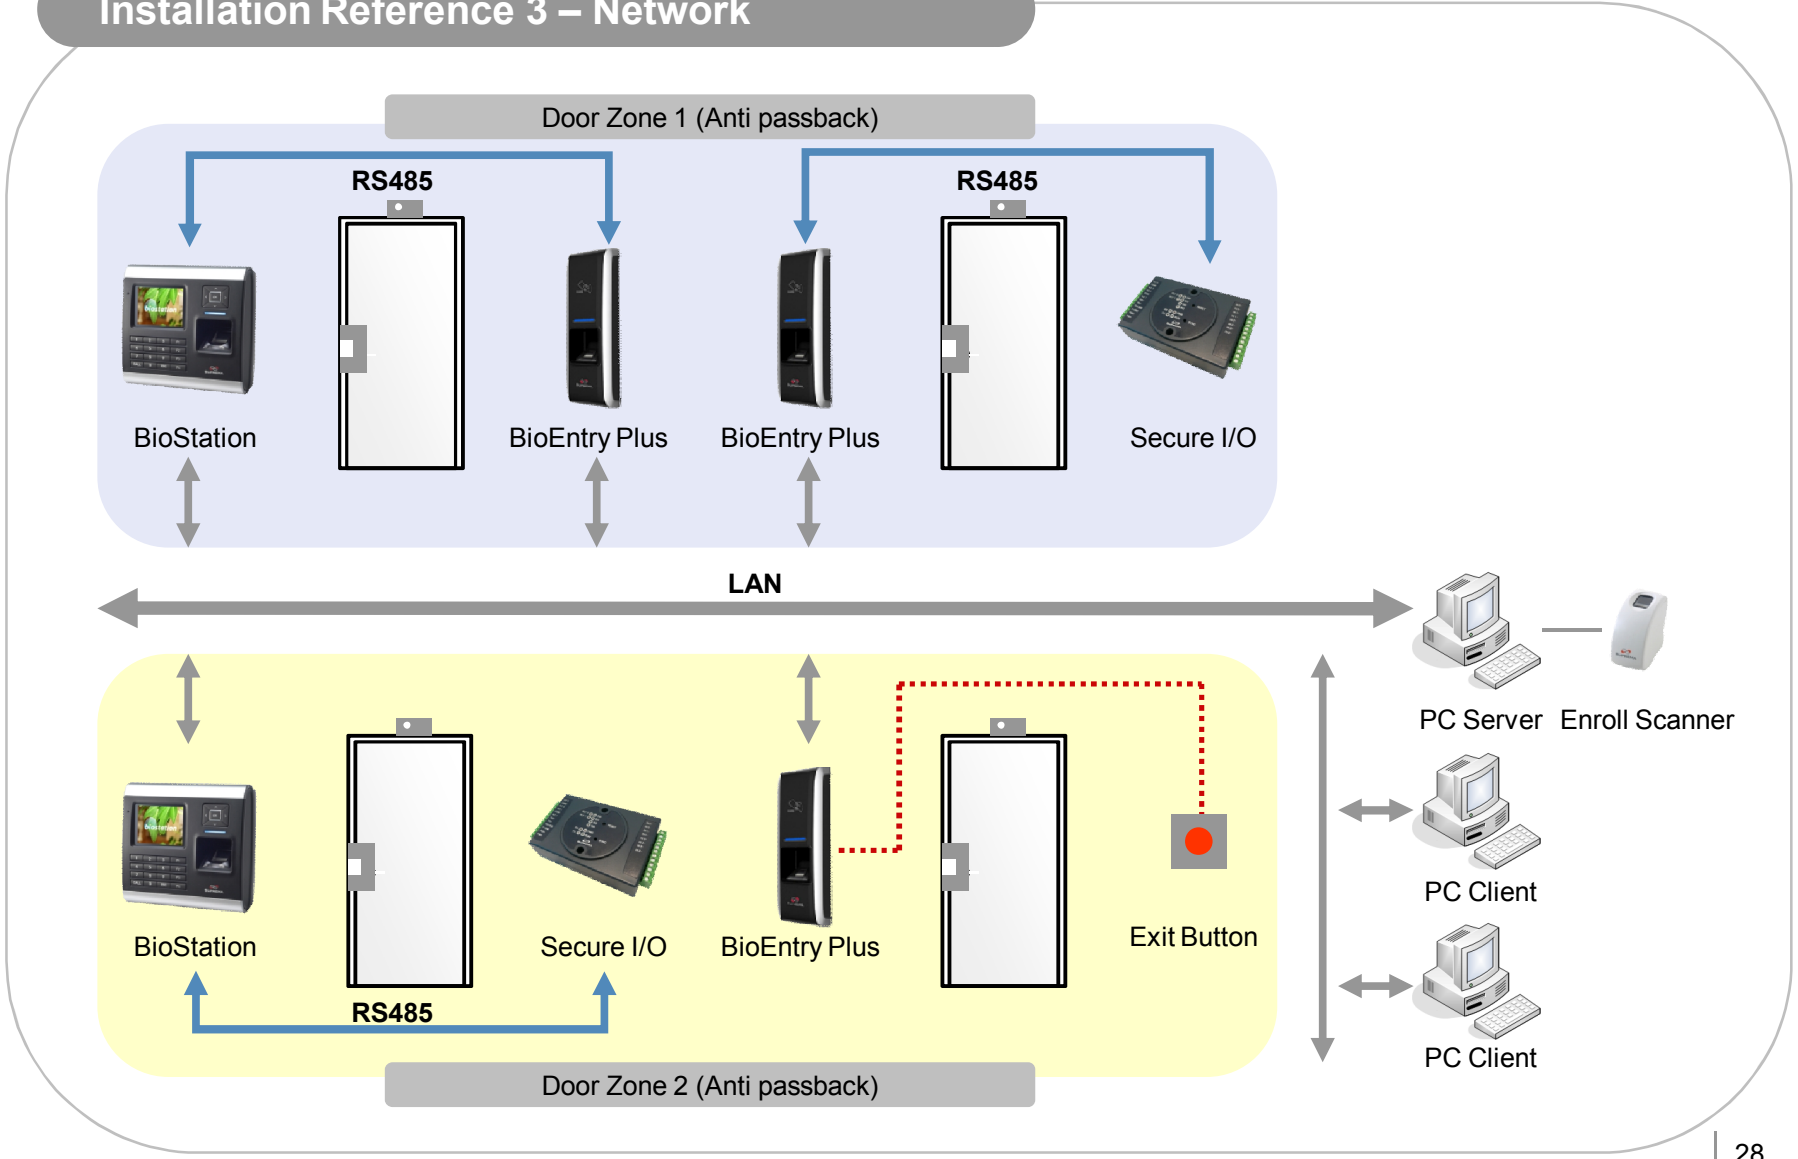 Installation Reference 3 – Network
Door Zone 1 (Anti passback)
RS485
RS485
BioStation
BioEntry Plus
BioEntry Plus
Secure I/O
LAN
PC Server
Enroll Scanner
PC Client
BioStation
Secure I/O
BioEntry Plus
Exit Button
RS485
PC Client
Door Zone 2 (Anti passback)
28